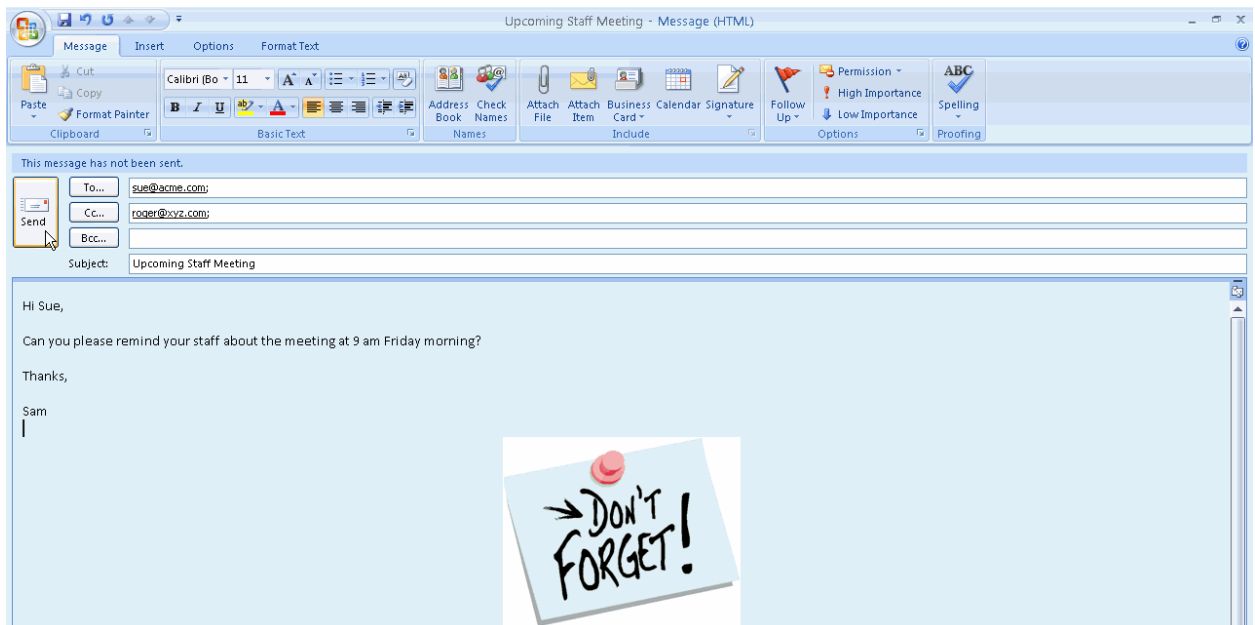 Upcoming Staff Meeting - Message (HTML)
Message Insert Options Format Text
Cut
Copy
Format Painter
Paste
Clipboard
Calibri (Bo 11
B I U
Basic Text
Address Book
Check Names
Names
Attach File
Attach Item
Business Card
Calendar
Signature
Include
Follow Up
Permission
High Importance
Low Importance
Options
ABC
Spelling
Proofing
This message has not been sent.
Send
To... sue@acme.com;
Cc... roger@xyz.com;
Bcc...
Subject: Upcoming Staff Meeting
Hi Sue,
Can you please remind your staff about the meeting at 9 am Friday morning?
Thanks,
Sam
DON'T
FORGET!